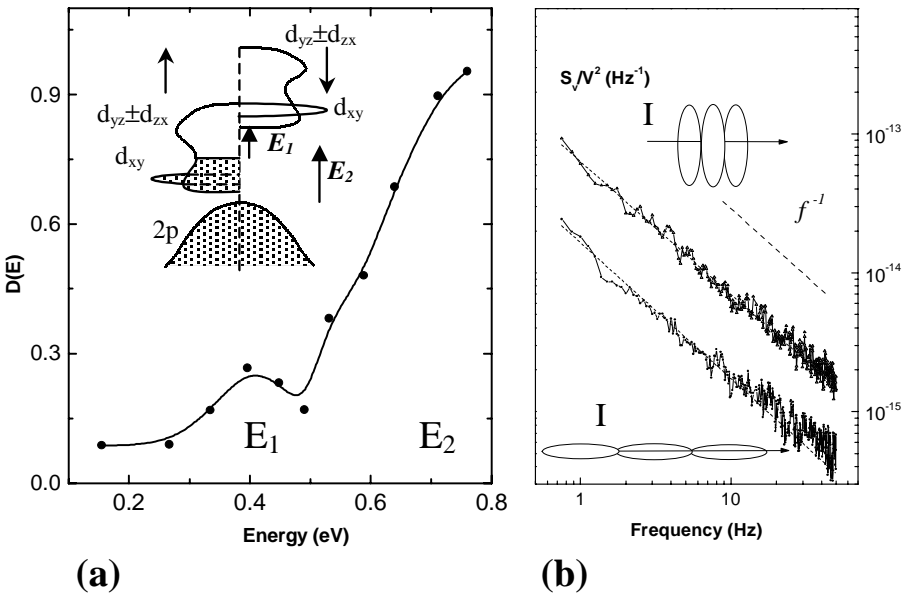 D(E)
0.9
0.6
0.3
0.0
0.2
0.4
0.6
0.8
Energy (eV)
d_yz±d_zx
d_yz±d_zx
d_xy
E_1
d_xy
E_2
2p
E_1
E_2
(a)
S_v/V^2 (Hz^-1)
I
f^-1
I
10^-13
10^-14
10^-15
1
10
Frequency (Hz)
(b)